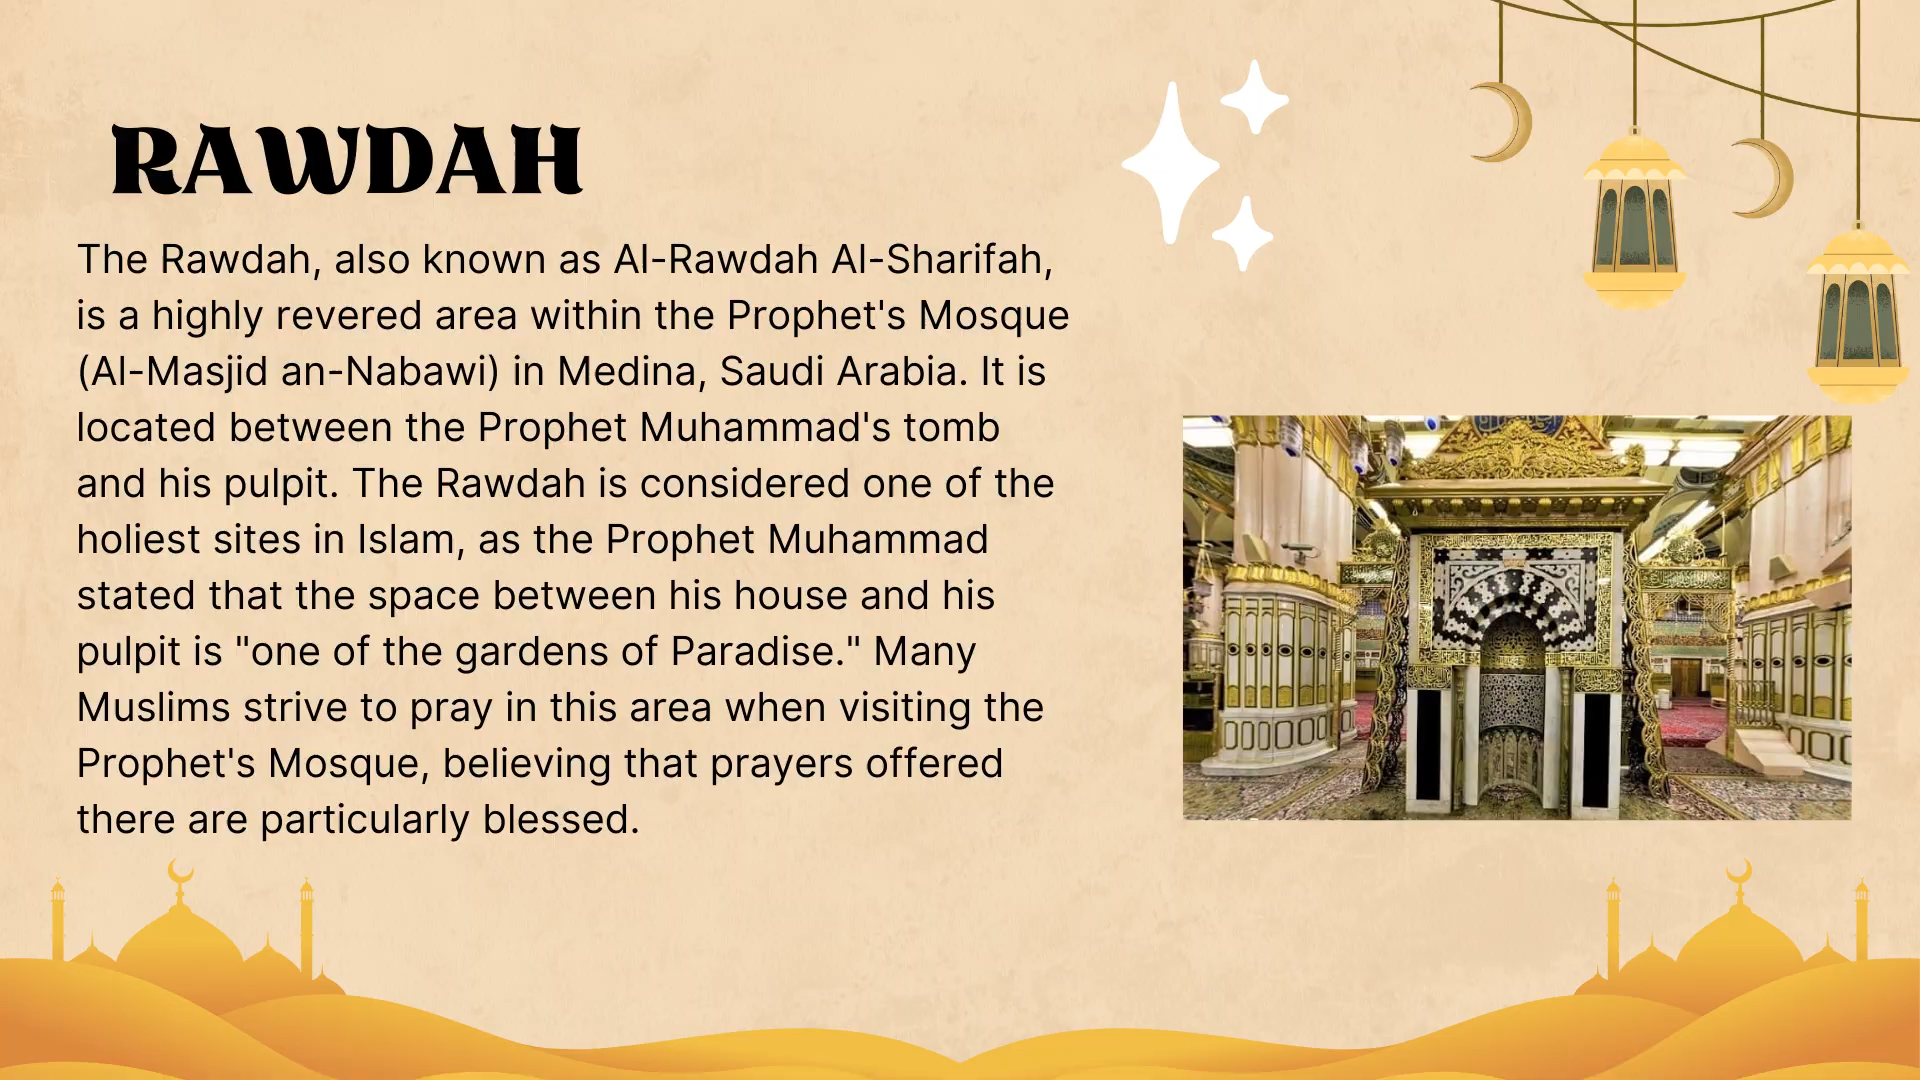 RAWDAH
The Rawdah, also known as Al-Rawdah Al-Sharifah,
is a highly revered area within the Prophet's Mosque
(Al-Masjid an-Nabawi) in Medina, Saudi Arabia. It is
located between the Prophet Muhammad's tomb
and his pulpit. The Rawdah is considered one of the
holiest sites in Islam, as the Prophet Muhammad
stated that the space between his house and his
pulpit is "one of the gardens of Paradise." Many
Muslims strive to pray in this area when visiting the
Prophet's Mosque, believing that prayers offered
there are particularly blessed.